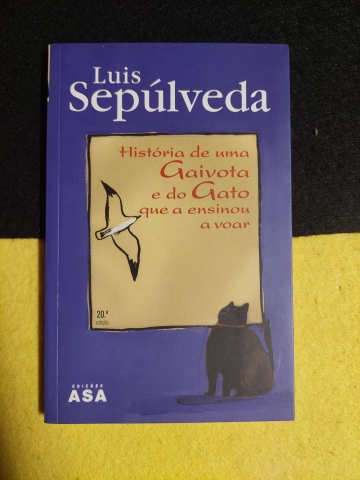 Luis
Sepúlveda
História de uma
Gaivota
e do Gato
que a ensinou
a voar
20.ª
edição
EDIÇÕES
ASA